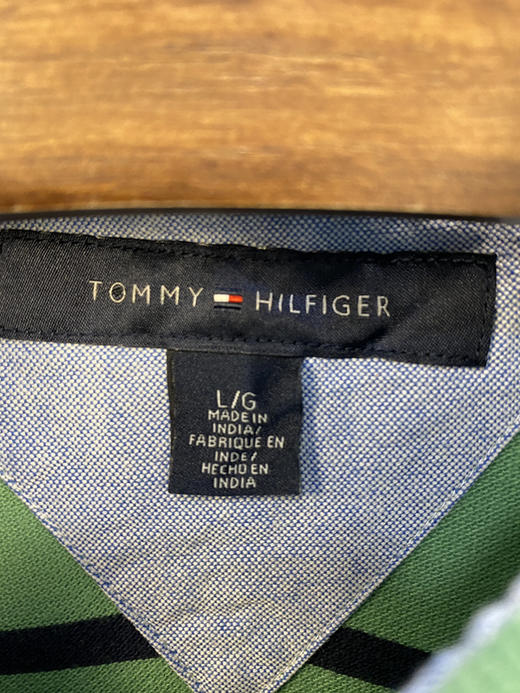 TOMMY HILFIGER
L/G
MADE IN
INDIA/
FABRIQUE EN
INDE/
HECHO EN
INDIA